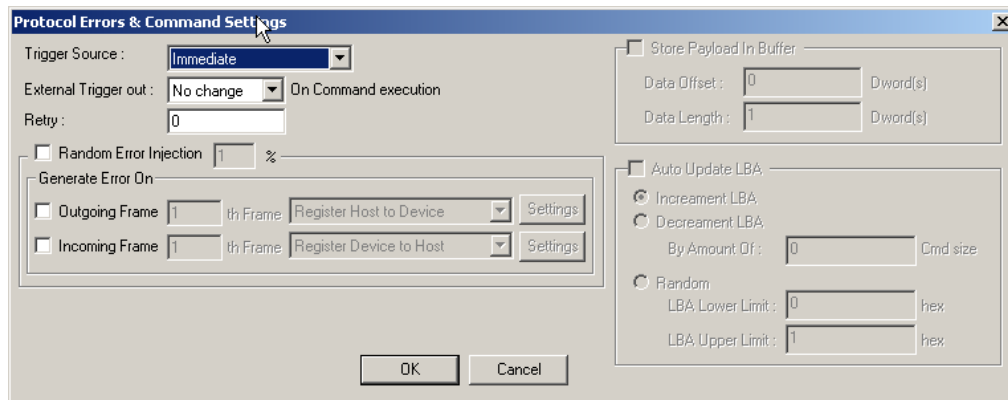 Protocol Errors & Command Settings
Trigger Source :
Immediate
External Trigger out :
No change
On Command execution
Retry :
0
Random Error Injection
1
%
Generate Error On
Outgoing Frame
1
th Frame
Register Host to Device
Settings
Incoming Frame
1
th Frame
Register Device to Host
Settings
Store Payload In Buffer
Data Offset :
0
Dword(s)
Data Length :
1
Dword(s)
Auto Update LBA
Increament LBA
Decreament LBA
By Amount Of :
0
Cmd size
Random
LBA Lower Limit :
0
hex
LBA Upper Limit :
1
hex
OK
Cancel